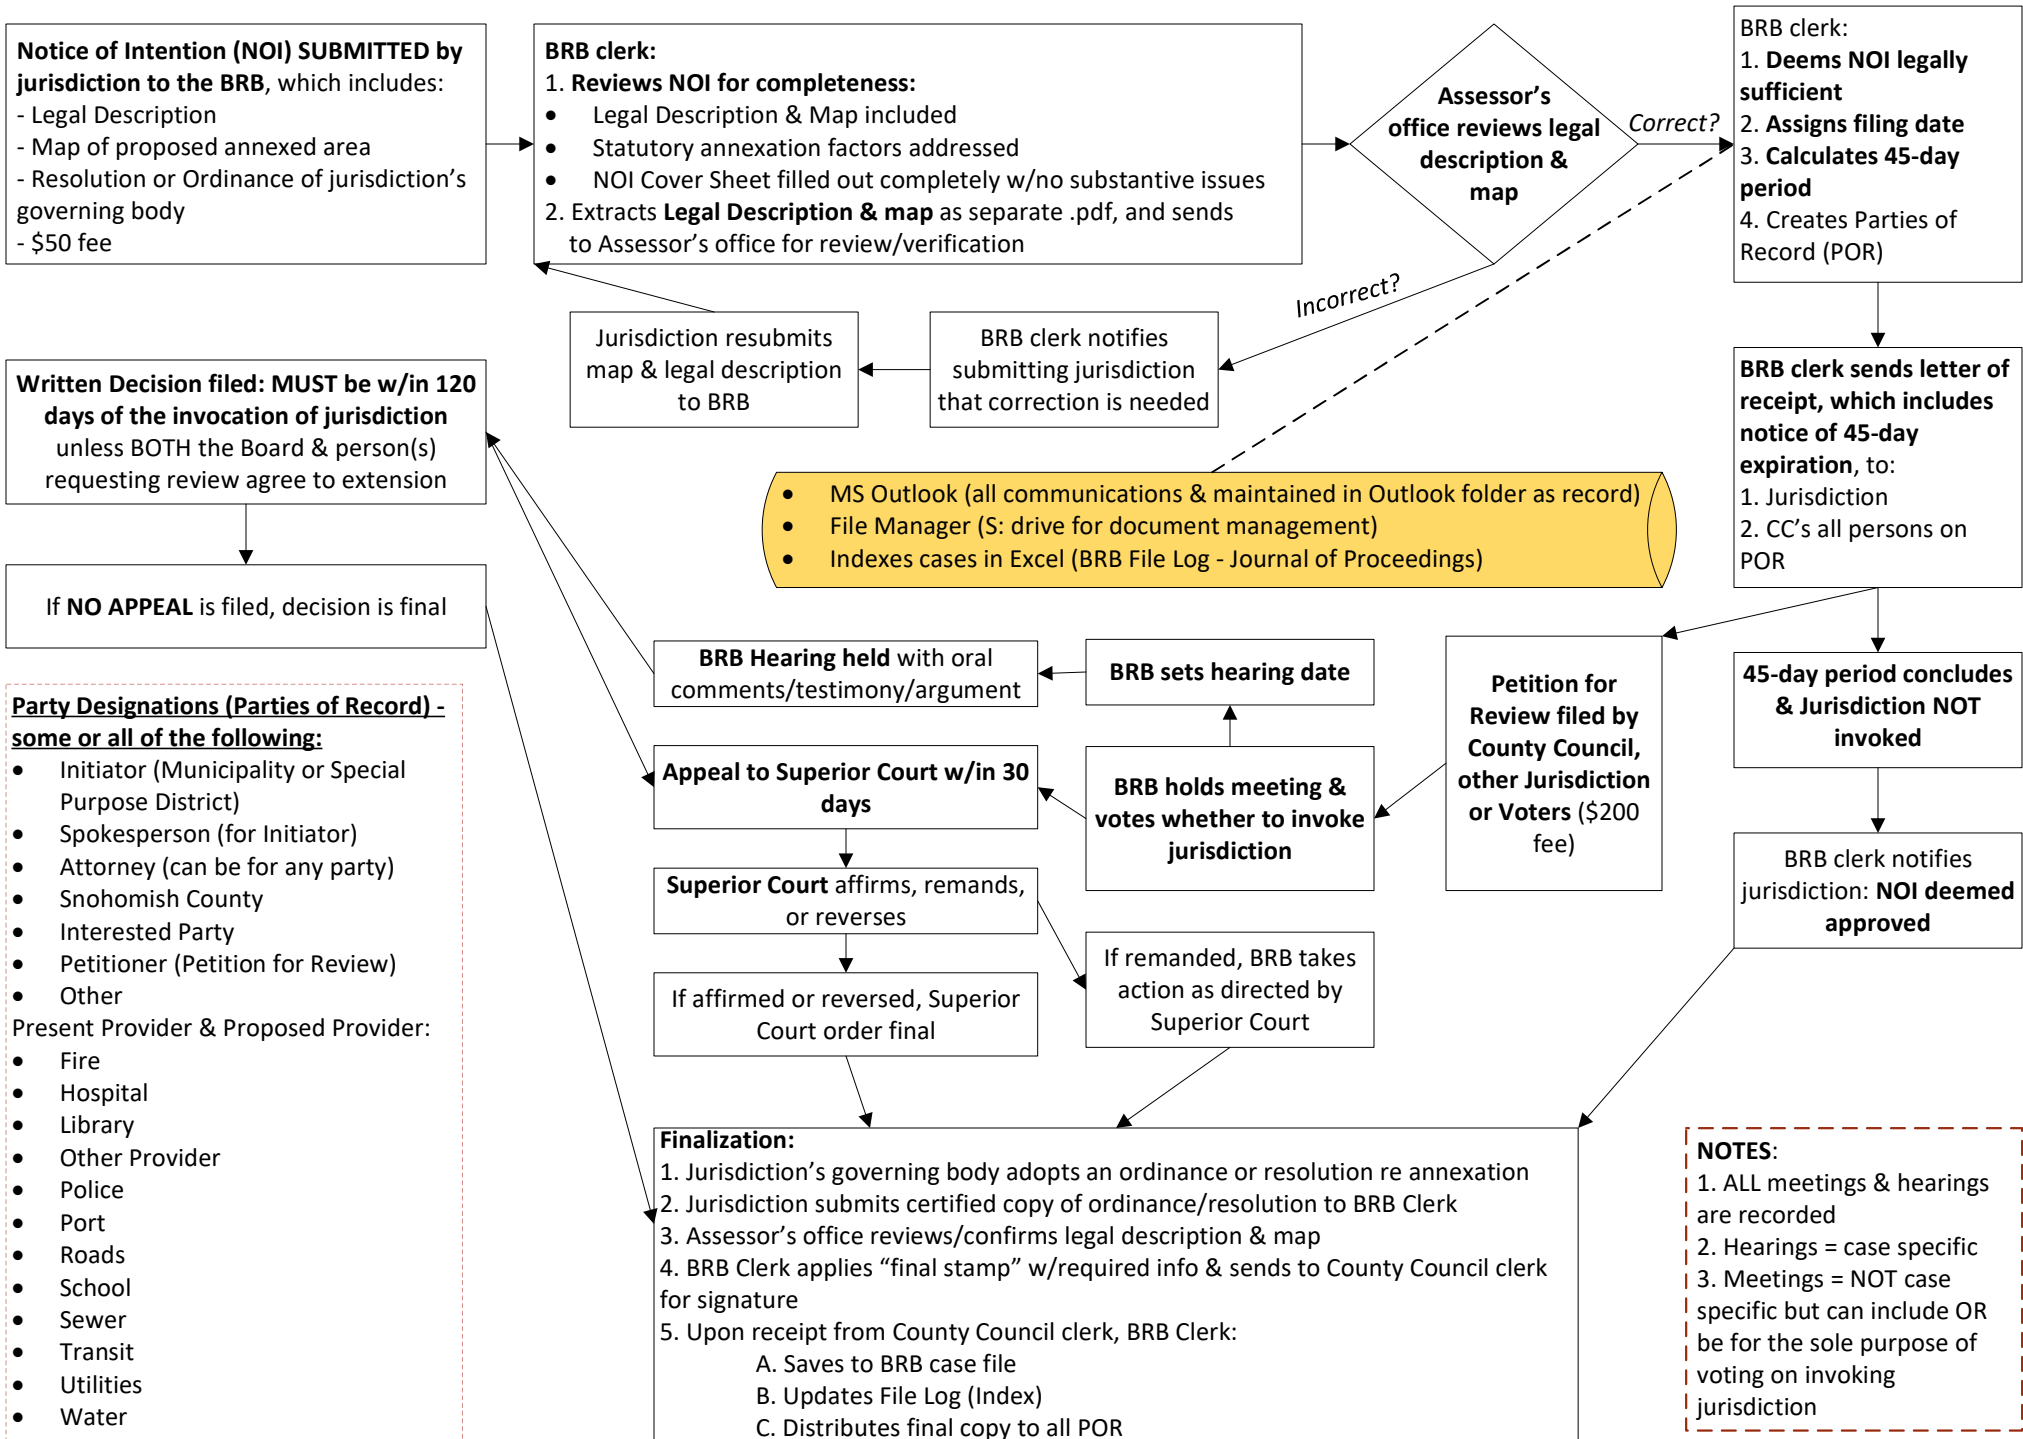 Notice of Intention (NOI) SUBMITTED by
jurisdiction to the BRB, which includes:
- Legal Description
- Map of proposed annexed area
- Resolution or Ordinance of jurisdiction’s
governing body
- $50 fee
BRB clerk:
1. Reviews NOI for completeness:
• Legal Description & Map included
• Statutory annexation factors addressed
• NOI Cover Sheet filled out completely w/no substantive issues
2. Extracts Legal Description & map as separate .pdf, and sends
to Assessor’s office for review/verification
Assessor’s
office reviews legal
description &
map
Correct?
BRB clerk:
1. Deems NOI legally
sufficient
2. Assigns filing date
3. Calculates 45-day
period
4. Creates Parties of
Record (POR)
Incorrect?
BRB clerk notifies
submitting jurisdiction
that correction is needed
Jurisdiction resubmits
map & legal description
to BRB
Written Decision filed: MUST be w/in 120
days of the invocation of jurisdiction
unless BOTH the Board & person(s)
requesting review agree to extension
BRB clerk sends letter of
receipt, which includes
notice of 45-day
expiration, to:
1. Jurisdiction
2. CC’s all persons on
POR
• MS Outlook (all communications & maintained in Outlook folder as record)
• File Manager (S: drive for document management)
• Indexes cases in Excel (BRB File Log - Journal of Proceedings)
If NO APPEAL is filed, decision is final
BRB Hearing held with oral
comments/testimony/argument
BRB sets hearing date
Petition for
Review filed by
County Council,
other Jurisdiction
or Voters ($200
fee)
45-day period concludes
& Jurisdiction NOT
invoked
Party Designations (Parties of Record) -
some or all of the following:
• Initiator (Municipality or Special
Purpose District)
• Spokesperson (for Initiator)
• Attorney (can be for any party)
• Snohomish County
• Interested Party
• Petitioner (Petition for Review)
• Other
Present Provider & Proposed Provider:
• Fire
• Hospital
• Library
• Other Provider
• Police
• Port
• Roads
• School
• Sewer
• Transit
• Utilities
• Water
Appeal to Superior Court w/in 30
days
BRB holds meeting &
votes whether to invoke
jurisdiction
Superior Court affirms, remands,
or reverses
BRB clerk notifies
jurisdiction: NOI deemed
approved
If affirmed or reversed, Superior
Court order final
If remanded, BRB takes
action as directed by
Superior Court
Finalization:
1. Jurisdiction’s governing body adopts an ordinance or resolution re annexation
2. Jurisdiction submits certified copy of ordinance/resolution to BRB Clerk
3. Assessor’s office reviews/confirms legal description & map
4. BRB Clerk applies “final stamp” w/required info & sends to County Council clerk
for signature
5. Upon receipt from County Council clerk, BRB Clerk:
A. Saves to BRB case file
B. Updates File Log (Index)
C. Distributes final copy to all POR
NOTES:
1. ALL meetings & hearings
are recorded
2. Hearings = case specific
3. Meetings = NOT case
specific but can include OR
be for the sole purpose of
voting on invoking
jurisdiction